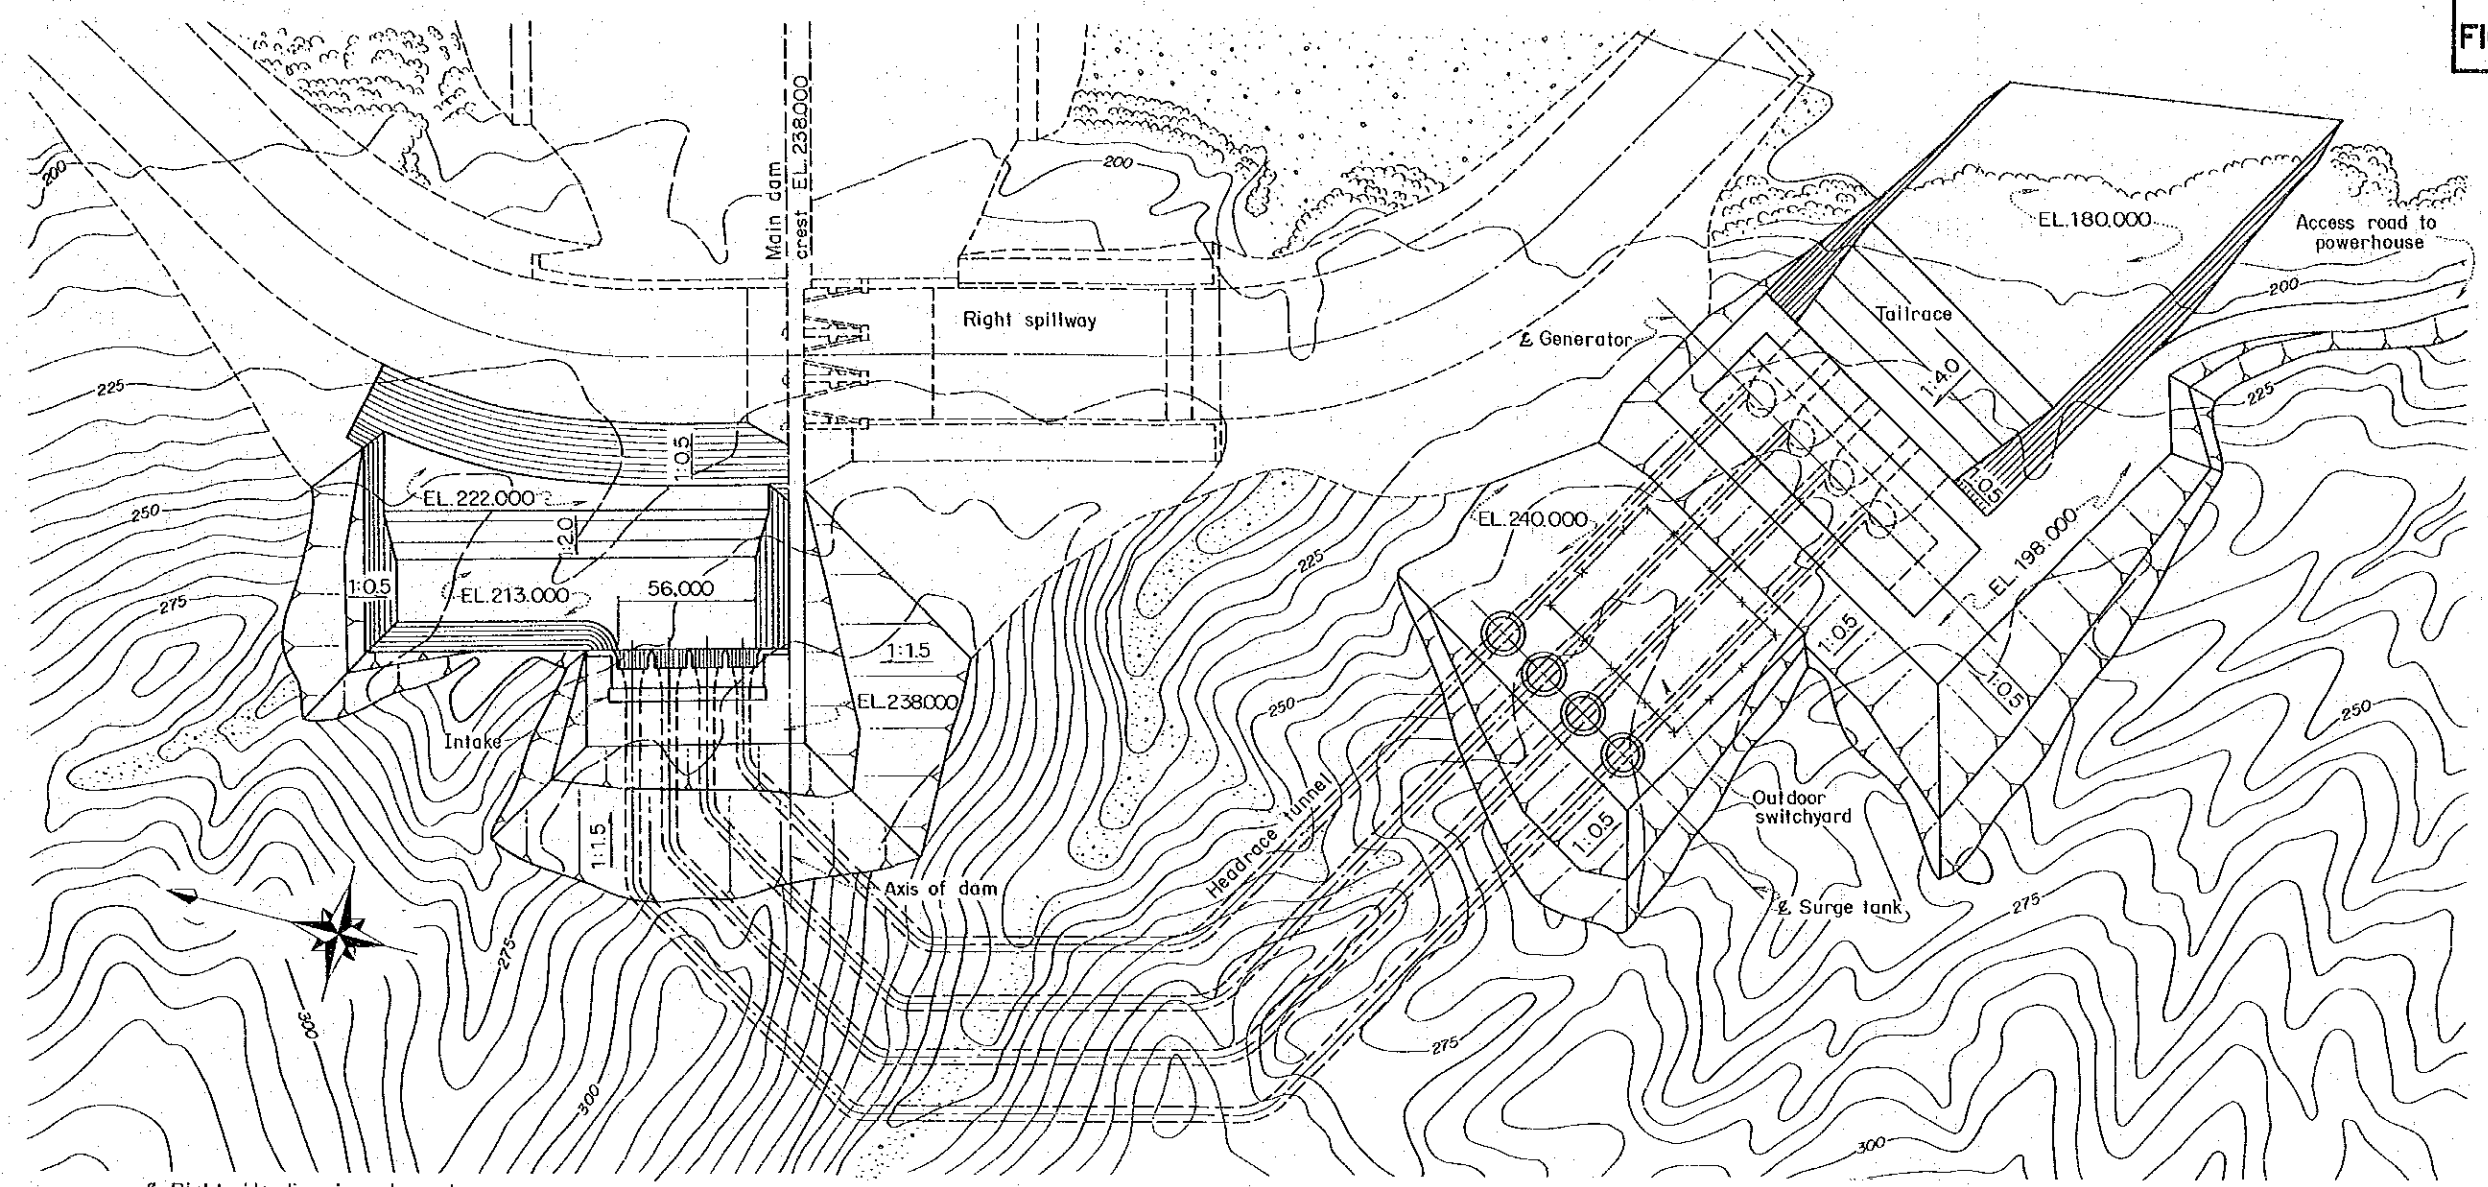 FI
Main dam
crest EL.238.000
200
200
EL.180.000
Access road to
powerhouse
200
Right spillway
℄ Generator
Tailrace
1:4.0
225
225
1:0.5
EL.222.000
250
1:2.0
EL.240.000
1:0.5
EL. 198.000
225
1:0.5
EL.213.000
56.000
275
1:1.5
1:0.5
EL.238.000
1:0.5
250
250
Intake
Headrace tunnel
Outdoor
switchyard
1:1.5
1:0.5
Axis of dam
℄ Surge tank
275
275
300
275
300
300